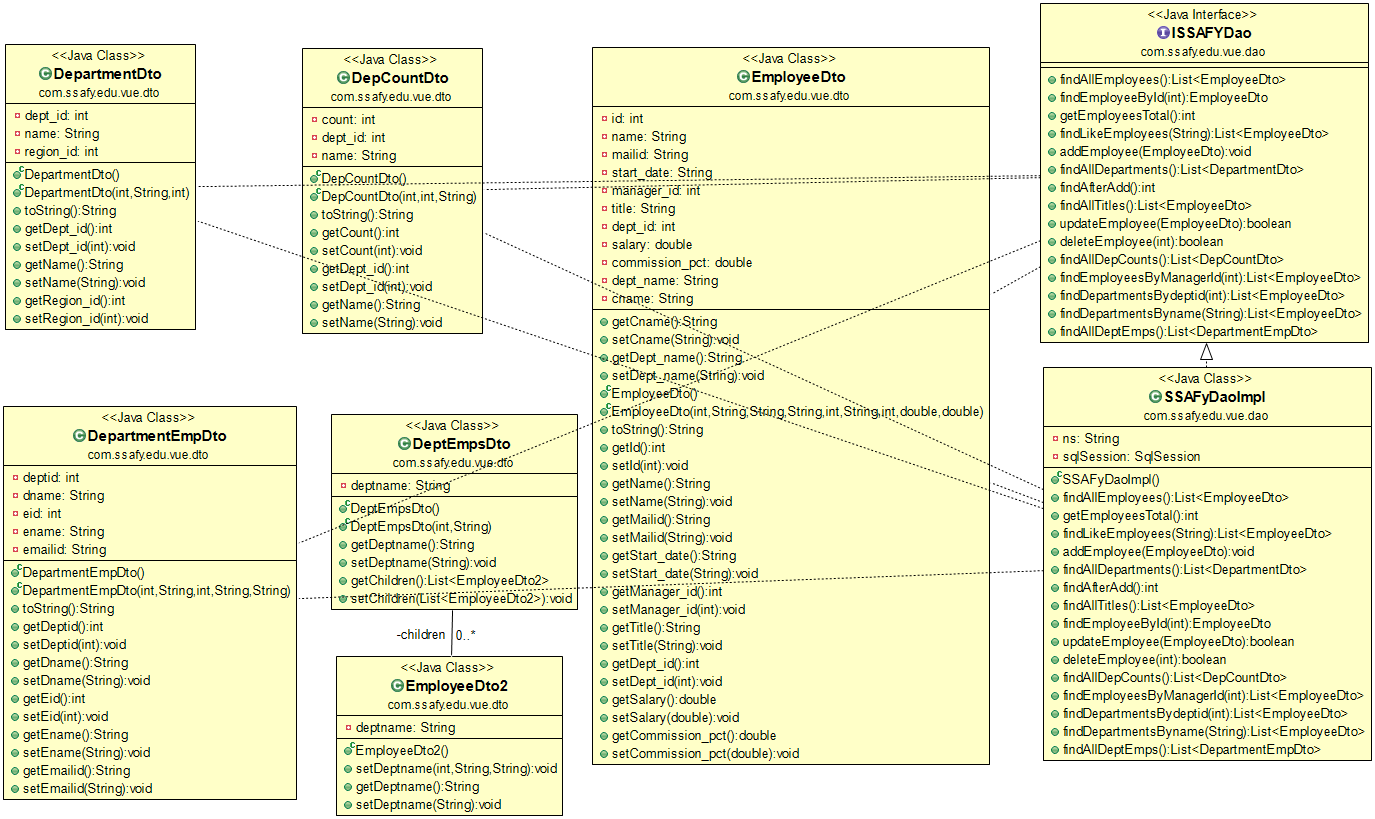 <<Java Class>>
DepartmentDto
com.ssafy.edu.vue.dto
dept_id: int
name: String
region_id: int
DepartmentDto()
DepartmentDto(int,String,int)
toString():String
getDept_id():int
setDept_id(int):void
getName():String
setName(String):void
getRegion_id():int
setRegion_id(int):void
<<Java Class>>
DepCountDto
com.ssafy.edu.vue.dto
count: int
dept_id: int
name: String
DepCountDto()
DepCountDto(int,int,String)
toString():String
getCount():int
setCount(int):void
getDept_id():int
setDept_id(int):void
getName():String
setName(String):void
<<Java Class>>
EmployeeDto
com.ssafy.edu.vue.dto
id: int
name: String
mailid: String
start_date: String
manager_id: int
title: String
dept_id: int
salary: double
commission_pct: double
dept_name: String
cname: String
getCname():String
setCname(String):void
getDept_name():String
setDept_name(String):void
EmployeeDto()
EmployeeDto(int,String,String,String,int,String,int,double,double)
toString():String
getId():int
setId(int):void
getName():String
setName(String):void
getMailid():String
setMailid(String):void
getStart_date():String
setStart_date(String):void
getManager_id():int
setManager_id(int):void
getTitle():String
setTitle(String):void
getDept_id():int
setDept_id(int):void
getSalary():double
setSalary(double):void
getCommission_pct():double
setCommission_pct(double):void
<<Java Interface>>
ISSAFYDao
com.ssafy.edu.vue.dao
findAllEmployees():List<EmployeeDto>
findEmployeeById(int):EmployeeDto
getEmployeesTotal():int
findLikeEmployees(String):List<EmployeeDto>
addEmployee(EmployeeDto):void
findAllDepartments():List<DepartmentDto>
findAfterAdd():int
findAllTitles():List<EmployeeDto>
updateEmployee(EmployeeDto):boolean
deleteEmployee(int):boolean
findAllDepCounts():List<DepCountDto>
findEmployeesByManagerId(int):List<EmployeeDto>
findDepartmentsBydeptid(int):List<EmployeeDto>
findDepartmentsByname(String):List<EmployeeDto>
findAllDeptEmps():List<DepartmentEmpDto>
<<Java Class>>
SSAFyDaoImpl
com.ssafy.edu.vue.dao
ns: String
sqlSession: SqlSession
SSAFyDaoImpl()
findAllEmployees():List<EmployeeDto>
getEmployeesTotal():int
findLikeEmployees(String):List<EmployeeDto>
addEmployee(EmployeeDto):void
findAllDepartments():List<DepartmentDto>
findAfterAdd():int
findAllTitles():List<EmployeeDto>
findEmployeeById(int):EmployeeDto
updateEmployee(EmployeeDto):boolean
deleteEmployee(int):boolean
findAllDepCounts():List<DepCountDto>
findEmployeesByManagerId(int):List<EmployeeDto>
findDepartmentsBydeptid(int):List<EmployeeDto>
findDepartmentsByname(String):List<EmployeeDto>
findAllDeptEmps():List<DepartmentEmpDto>
<<Java Class>>
DepartmentEmpDto
com.ssafy.edu.vue.dto
deptid: int
dname: String
eid: int
ename: String
emailid: String
DepartmentEmpDto()
DepartmentEmpDto(int,String,int,String,String)
toString():String
getDeptid():int
setDeptid(int):void
getDname():String
setDname(String):void
getEid():int
setEid(int):void
getEname():String
setEname(String):void
getEmailid():String
setEmailid(String):void
<<Java Class>>
DeptEmpsDto
com.ssafy.edu.vue.dto
deptname: String
DeptEmpsDto()
DeptEmpsDto(int,String)
getDeptname():String
setDeptname(String):void
getChildren():List<EmployeeDto2>
setChildren(List<EmployeeDto2>):void
-children 0..*
<<Java Class>>
EmployeeDto2
com.ssafy.edu.vue.dto
deptname: String
EmployeeDto2()
setDeptname(int,String,String):void
getDeptname():String
setDeptname(String):void